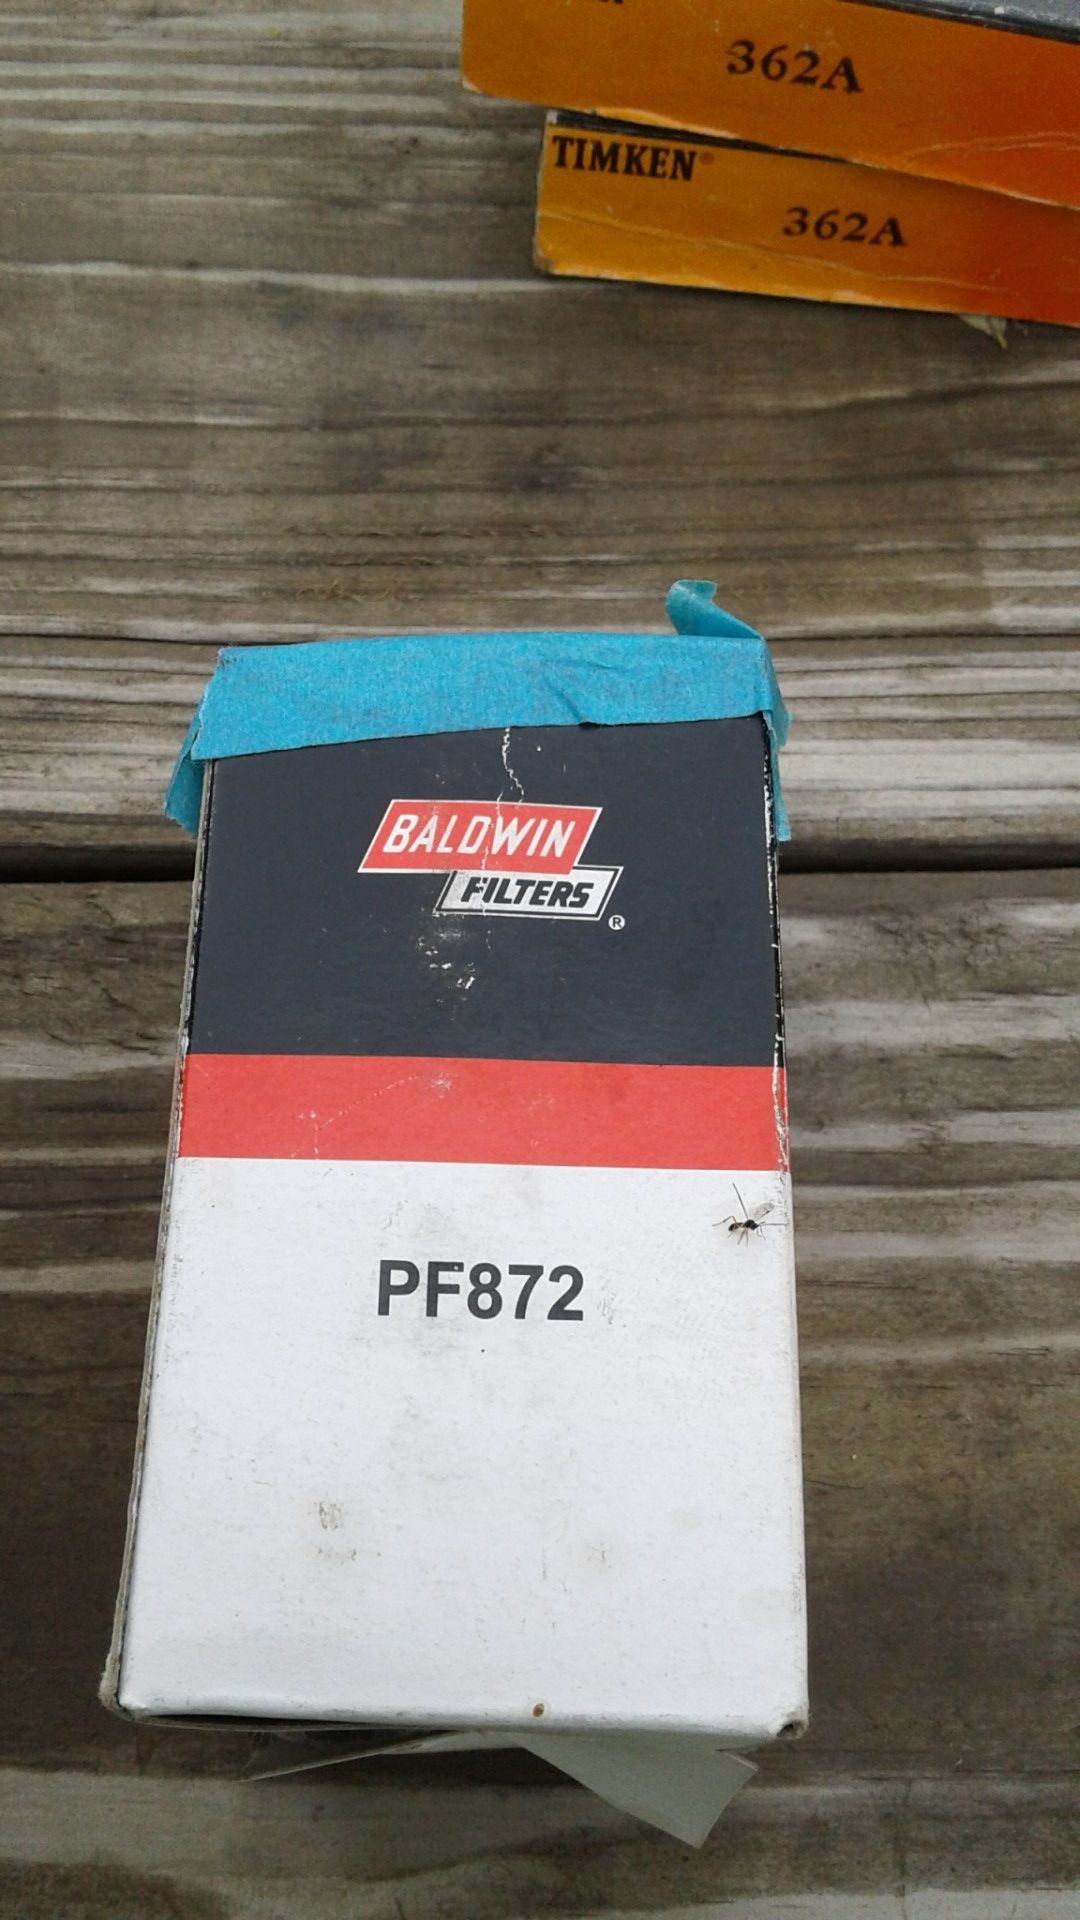 362A
TIMKEN®
362A
BALDWIN
FILTERS
®
PF872